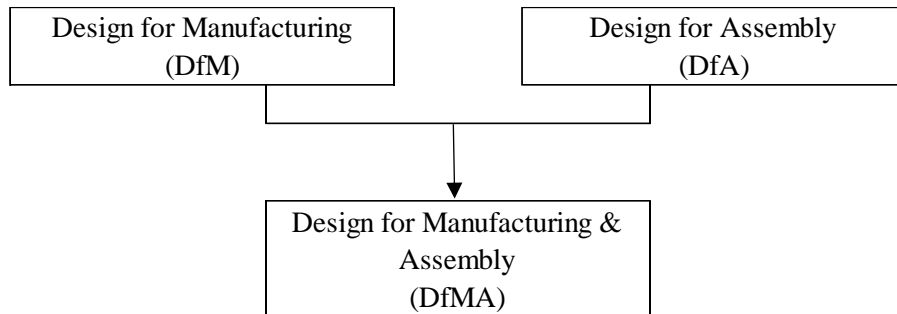 Design for Manufacturing
(DfM)
Design for Assembly
(DfA)
Design for Manufacturing &
Assembly
(DfMA)